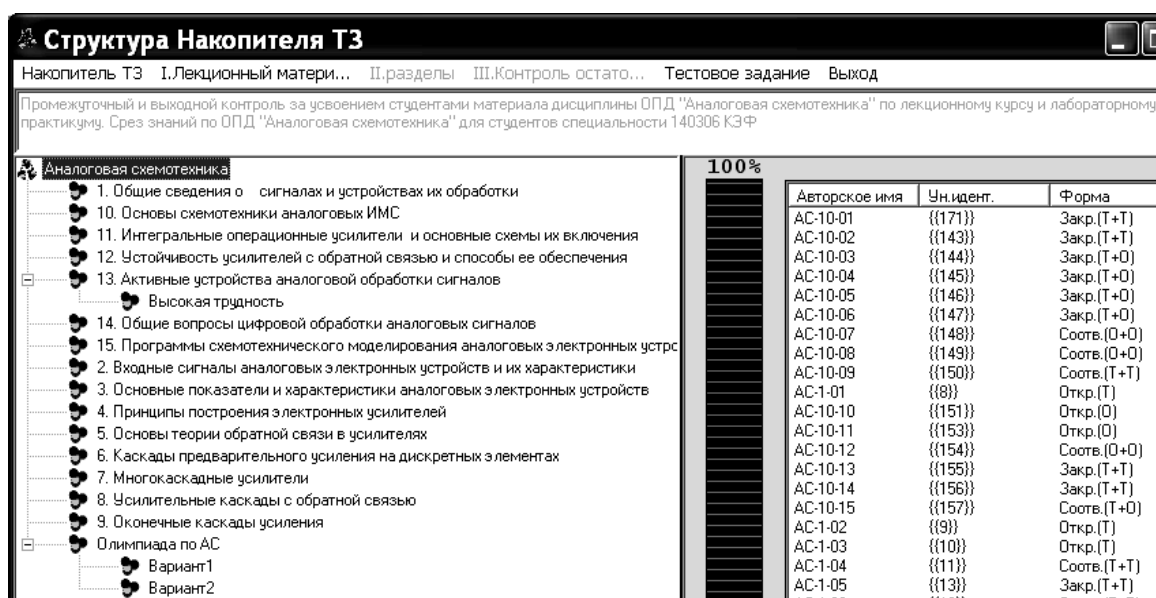 Структура Накопителя ТЗ
Накопитель ТЗ I.Лекционный матери... II.разделы III.Контроль остато... Тестовое задание Выход
Промежуточный и выходной контроль за усвоением студентами материала дисциплины ОПД "Аналоговая схемотехника" по лекционному курсу и лабораторному
практикуму. Срез знаний по ОПД "Аналоговая схемотехника" для студентов специальности 140306 КЭФ
Аналоговая схемотехника
1. Общие сведения о сигналах и устройствах их обработки
10. Основы схемотехники аналоговых ИМС
11. Интегральные операционные усилители и основные схемы их включения
12. Устойчивость усилителей с обратной связью и способы ее обеспечения
13. Активные устройства аналоговой обработки сигналов
Высокая трудность
14. Общие вопросы цифровой обработки аналоговых сигналов
15. Программы схемотехнического моделирования аналоговых электронных устрс
2. Входные сигналы аналоговых электронных устройств и их характеристики
3. Основные показатели и характеристики аналоговых электронных устройств
4. Принципы построения электронных усилителей
5. Основы теории обратной связи в усилителях
6. Каскады предварительного усиления на дискретных элементах
7. Многокаскадные усилители
8. Усилительные каскады с обратной связью
9. Оконечные каскады усиления
Олимпиада по АС
Вариант1
Вариант2
100%
Авторское имя Ун.идент. Форма
АС-10-01 {{171}} Закр.(Т+Т)
АС-10-02 {{143}} Закр.(Т+Т)
АС-10-03 {{144}} Закр.(Т+О)
АС-10-04 {{145}} Закр.(Т+О)
АС-10-05 {{146}} Закр.(Т+О)
АС-10-06 {{147}} Закр.(Т+О)
АС-10-07 {{148}} Соотв.(О+О)
АС-10-08 {{149}} Соотв.(О+О)
АС-10-09 {{150}} Соотв.(Т+Т)
АС-1-01 {{8}} Откр.(Т)
АС-10-10 {{151}} Откр.(О)
АС-10-11 {{153}} Откр.(О)
АС-10-12 {{154}} Соотв.(О+О)
АС-10-13 {{155}} Закр.(Т+Т)
АС-10-14 {{156}} Закр.(Т+Т)
АС-10-15 {{157}} Соотв.(Т+О)
АС-1-02 {{9}} Откр.(Т)
АС-1-03 {{10}} Откр.(Т)
АС-1-04 {{11}} Соотв.(Т+Т)
АС-1-05 {{13}} Закр.(Т+Т)